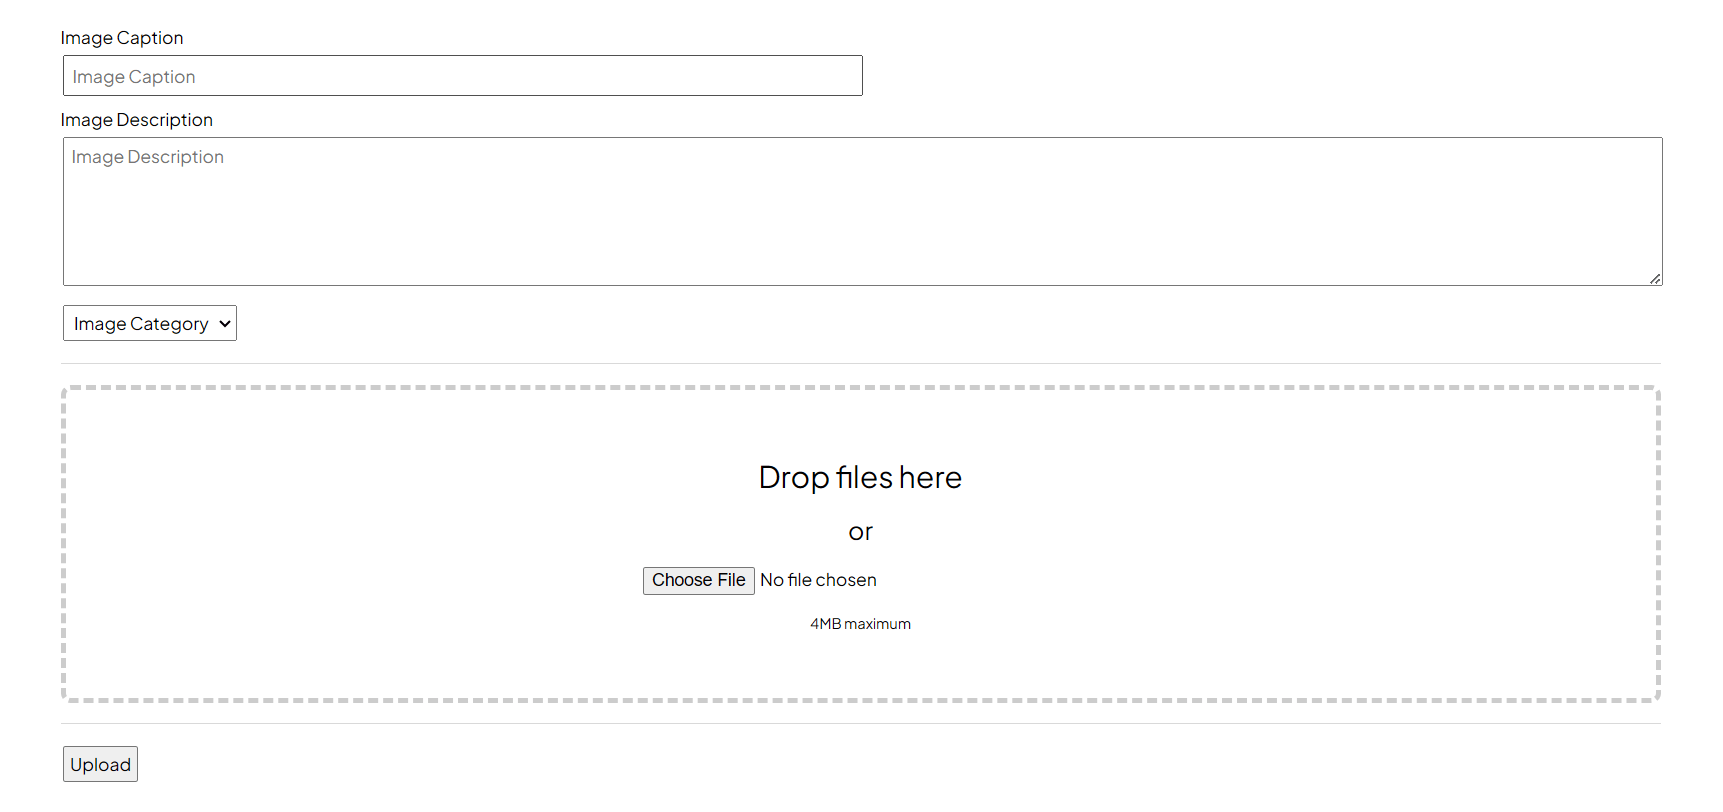 Image Caption
Image Caption
Image Description
Image Description
Image Category
Drop files here
or
Choose File No file chosen
4MB maximum
Upload